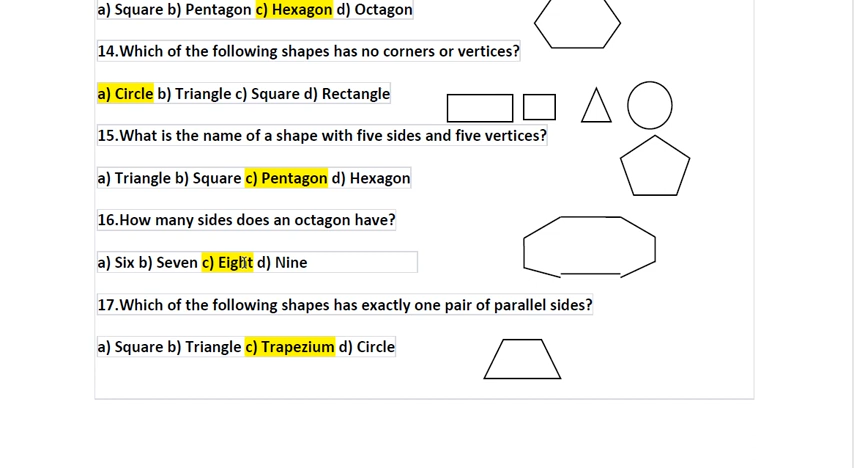 a) Square b) Pentagon c) Hexagon d) Octagon
14.Which of the following shapes has no corners or vertices?
a) Circle b) Triangle c) Square d) Rectangle
15.What is the name of a shape with five sides and five vertices?
a) Triangle b) Square c) Pentagon d) Hexagon
16.How many sides does an octagon have?
a) Six b) Seven c) Eight d) Nine
17.Which of the following shapes has exactly one pair of parallel sides?
a) Square b) Triangle c) Trapezium d) Circle